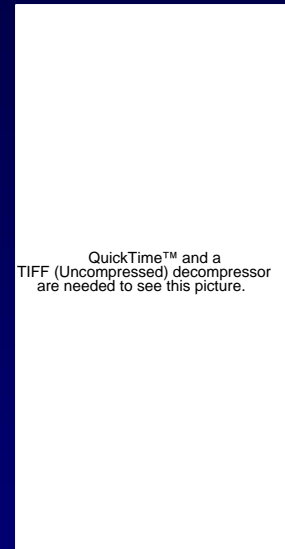 QuickTime™ and a
TIFF (Uncompressed) decompressor
are needed to see this picture.